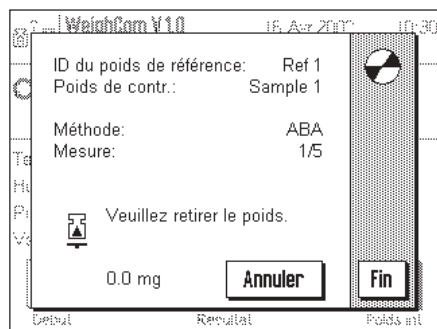 WeighCom V1.0
ID du poids de référence: Ref 1
Poids de contr.: Sample 1
Méthode: ABA
Mesure: 1/5
Veuillez retirer le poids.
0.0 mg Annuler Fin